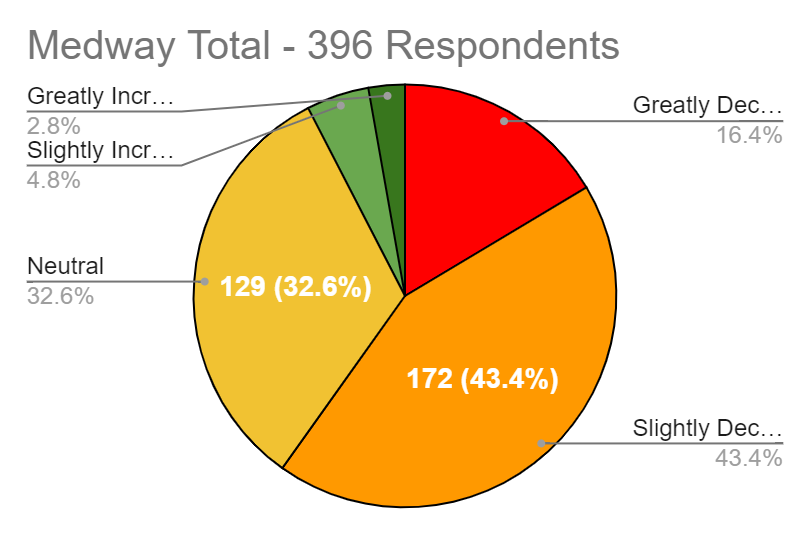 Medway Total - 396 Respondents
Greatly Incr…
2.8%
Slightly Incr…
4.8%
Neutral
32.6%
129 (32.6%)
172 (43.4%)
Greatly Dec…
16.4%
Slightly Dec…
43.4%